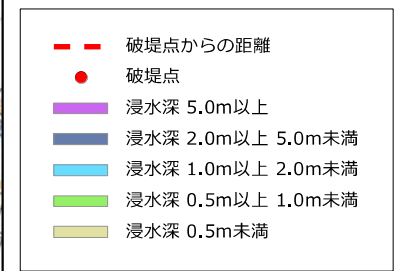 破堤点からの距離
破堤点
浸水深 5.0m以上
浸水深 2.0m以上 5.0m未満
浸水深 1.0m以上 2.0m未満
浸水深 0.5m以上 1.0m未満
浸水深 0.5m未満